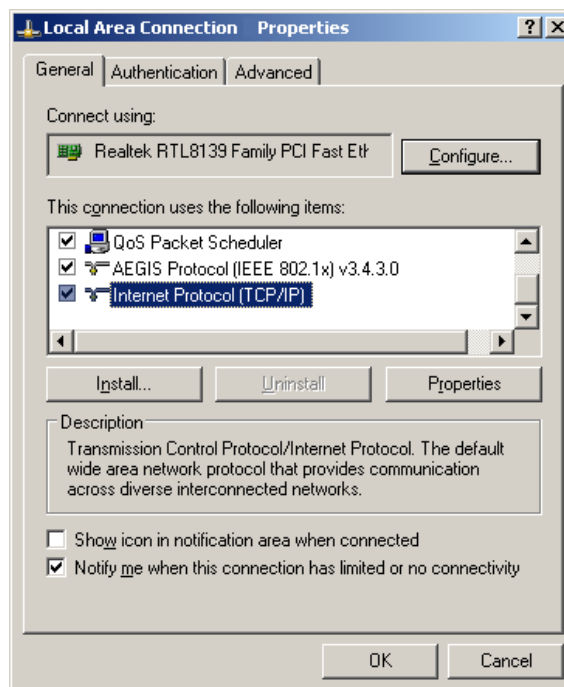 Local Area Connection Properties
General Authentication Advanced
Connect using:
Realtek RTL8139 Family PCI Fast Eth
Configure...
This connection uses the following items:
QoS Packet Scheduler
AEGIS Protocol (IEEE 802.1x) v3.4.3.0
Internet Protocol (TCP/IP)
Install... Uninstall Properties
Description
Transmission Control Protocol/Internet Protocol. The default
wide area network protocol that provides communication
across diverse interconnected networks.
Show icon in notification area when connected
Notify me when this connection has limited or no connectivity
OK Cancel